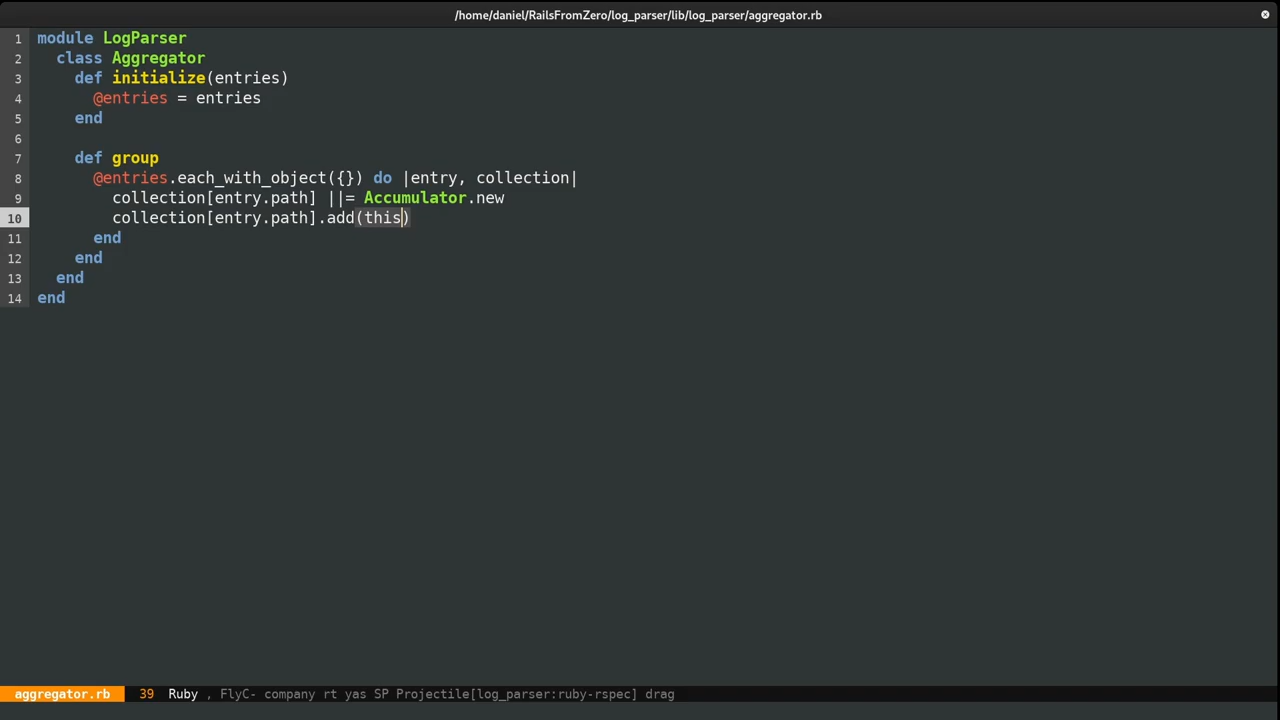 /home/daniel/RailsFromZero/log_parser/lib/log_parser/aggregator.rb
1 module LogParser
2   class Aggregator
3     def initialize(entries)
4       @entries = entries
5     end
6
7     def group
8       @entries.each_with_object({}) do |entry, collection|
9         collection[entry.path] ||= Accumulator.new
10         collection[entry.path].add(this)
11       end
12     end
13   end
14 end
aggregator.rb 39 Ruby , FlyC- company rt yas SP Projectile[log_parser:ruby-rspec] drag